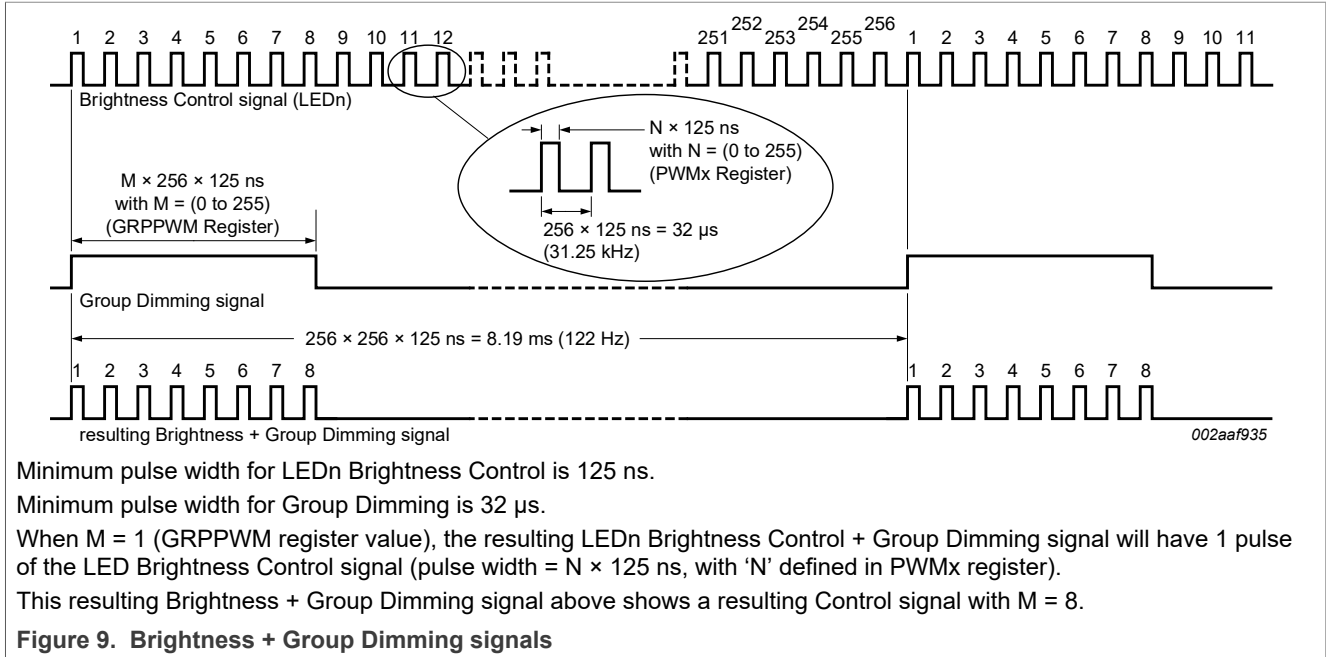 1 2 3 4 5 6 7 8 9 10 11 12 251 252 253 254 255 256 1 2 3 4 5 6 7 8 9 10 11
Brightness Control signal (LEDn)
N × 125 ns
with N = (0 to 255)
(PWMx Register)
256 × 125 ns = 32 μs
(31.25 kHz)
M × 256 × 125 ns
with M = (0 to 255)
(GRPPWM Register)
Group Dimming signal
256 × 256 × 125 ns = 8.19 ms (122 Hz)
1 2 3 4 5 6 7 8 1 2 3 4 5 6 7 8
resulting Brightness + Group Dimming signal
002aaf935
Minimum pulse width for LEDn Brightness Control is 125 ns.
Minimum pulse width for Group Dimming is 32 μs.
When M = 1 (GRPPWM register value), the resulting LEDn Brightness Control + Group Dimming signal will have 1 pulse
of the LED Brightness Control signal (pulse width = N × 125 ns, with ‘N’ defined in PWMx register).
This resulting Brightness + Group Dimming signal above shows a resulting Control signal with M = 8.
Figure 9. Brightness + Group Dimming signals